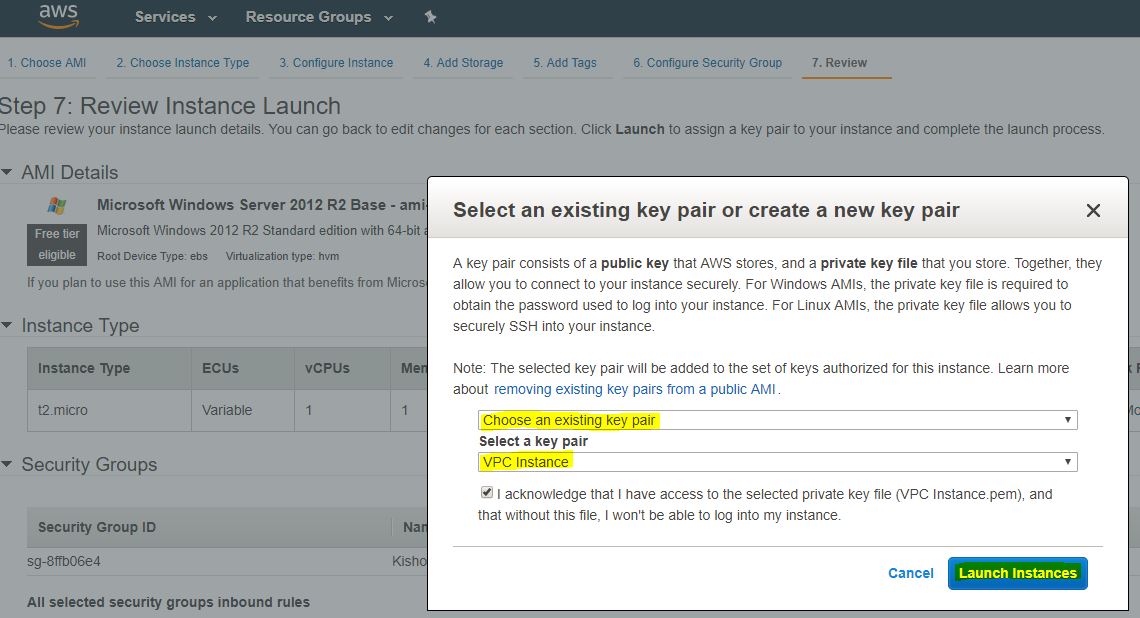 aws
Services
Resource Groups
1. Choose AMI
2. Choose Instance Type
3. Configure Instance
4. Add Storage
5. Add Tags
6. Configure Security Group
7. Review
Step 7: Review Instance Launch
Please review your instance launch details. You can go back to edit changes for each section. Click Launch to assign a key pair to your instance and complete the launch process.
AMI Details
Microsoft Windows Server 2012 R2 Base - ami-
Free tier
eligible
Microsoft Windows 2012 R2 Standard edition with 64-bit
Root Device Type: ebs Virtualization type: hvm
If you plan to use this AMI for an application that benefits from Micros
Instance Type
Instance Type ECUs vCPUs Mem
t2.micro Variable 1 1
Security Groups
Security Group ID Nan
sg-8ffb06e4 Kisho
All selected security groups inbound rules
Select an existing key pair or create a new key pair
A key pair consists of a public key that AWS stores, and a private key file that you store. Together, they
allow you to connect to your instance securely. For Windows AMIs, the private key file is required to
obtain the password used to log into your instance. For Linux AMIs, the private key file allows you to
securely SSH into your instance.
Note: The selected key pair will be added to the set of keys authorized for this instance. Learn more
about removing existing key pairs from a public AMI.
Choose an existing key pair
Select a key pair
VPC Instance
I acknowledge that I have access to the selected private key file (VPC Instance.pem), and
that without this file, I won't be able to log into my instance.
Cancel
Launch Instances